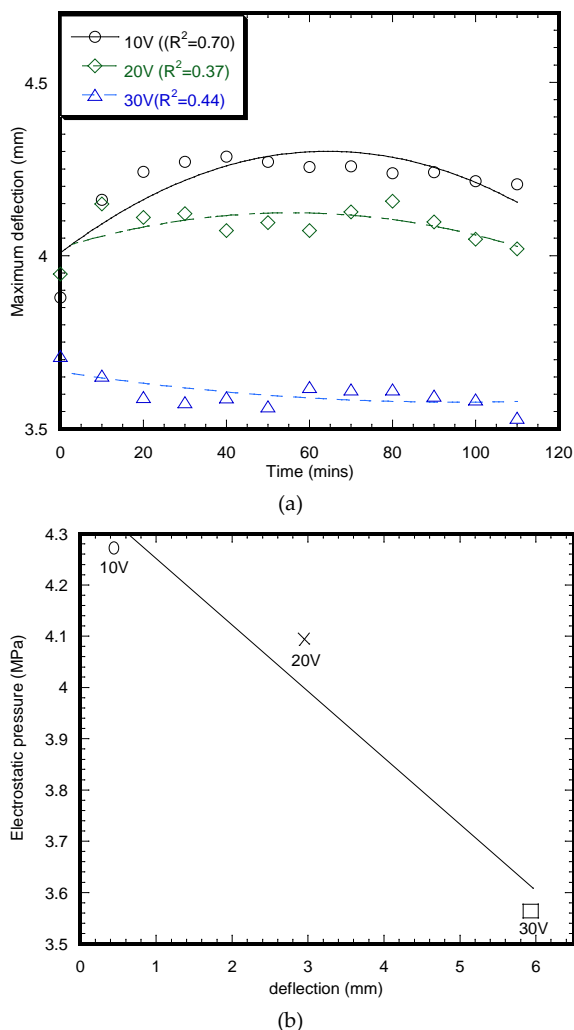 10V ((R²=0.70)
20V (R²=0.37)
30V(R²=0.44)
4.5
4
3.5
Maximum deflection (mm)
0 20 40 60 80 100 120
Time (mins)
(a)
4.3
4.2
4.1
4
3.9
3.8
3.7
3.6
3.5
Electrostatic pressure (MPa)
10V
20V
30V
0 1 2 3 4 5 6
deflection (mm)
(b)